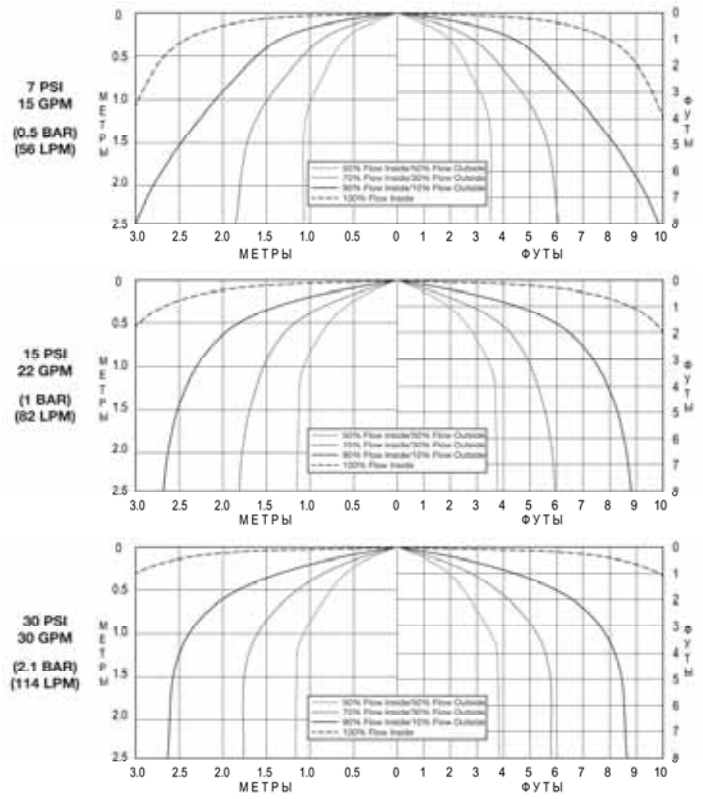 7 PSI
15 GPM
(0.5 BAR)
(56 LPM)
МЕТРЫ
0
0.5
1.0
1.5
2.0
2.5
50% Flow Inside/50% Flow Outside
70% Flow Inside/30% Flow Outside
90% Flow Inside/10% Flow Outside
100% Flow Inside
0
1
2
3
4
5
6
7
8
ФУТЫ
3.0 2.5 2.0 1.5 1.0 0.5 0 1 2 3 4 5 6 7 8 9 10
МЕТРЫ ФУТЫ
15 PSI
22 GPM
(1 BAR)
(82 LPM)
МЕТРЫ
0
0.5
1.0
1.5
2.0
2.5
50% Flow Inside/50% Flow Outside
70% Flow Inside/30% Flow Outside
90% Flow Inside/10% Flow Outside
100% Flow Inside
0
1
2
3
4
5
6
7
8
ФУТЫ
3.0 2.5 2.0 1.5 1.0 0.5 0 1 2 3 4 5 6 7 8 9 10
МЕТРЫ ФУТЫ
30 PSI
30 GPM
(2.1 BAR)
(114 LPM)
МЕТРЫ
0
0.5
1.0
1.5
2.0
2.5
50% Flow Inside/50% Flow Outside
70% Flow Inside/30% Flow Outside
90% Flow Inside/10% Flow Outside
100% Flow Inside
0
1
2
3
4
5
6
7
8
ФУТЫ
3.0 2.5 2.0 1.5 1.0 0.5 0 1 2 3 4 5 6 7 8 9 10
МЕТРЫ ФУТЫ